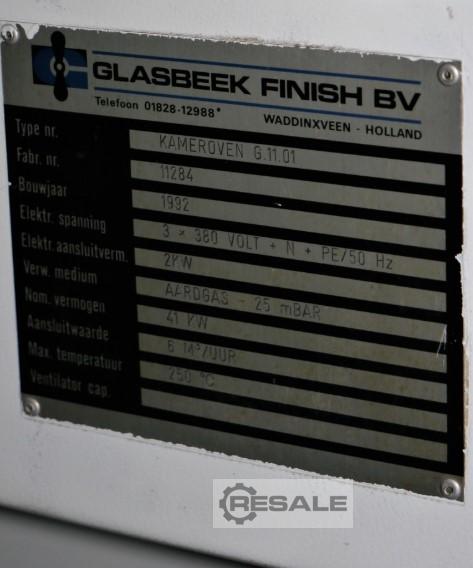 GLASBEEK FINISH BV
Telefoon 01828-12988* WADDINXVEEN - HOLLAND
Type nr. KAMEROVEN G.11.01
Fabr. nr. 11284
Bouwjaar 1992
Elektr. spanning 3 × 380 VOLT + N + PE/50 Hz
Elektr.aansluitverm. 2KW
Verw. medium AARDGAS - 25 mBAR
Nom. vermogen 41 KW
Aansluitwaarde 6 M³/UUR
Max. temperatuur 250 °C
Ventilator cap.
RESALE